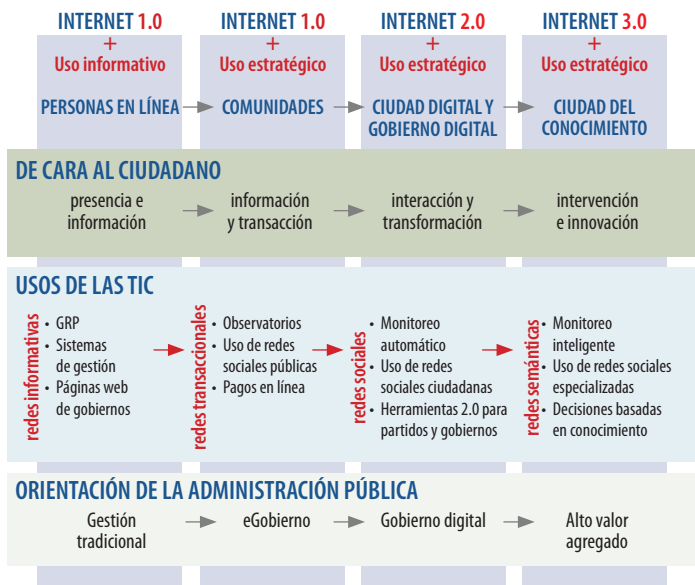 INTERNET 1.0
+
Uso informativo
PERSONAS EN LÍNEA
INTERNET 1.0
+
Uso estratégico
COMUNIDADES
INTERNET 2.0
+
Uso estratégico
CIUDAD DIGITAL Y
GOBIERNO DIGITAL
INTERNET 3.0
+
Uso estratégico
CIUDAD DEL
CONOCIMIENTO
DE CARA AL CIUDADANO
presencia e
información
información
y transacción
interacción y
transformación
intervención
e innovación
USOS DE LAS TIC
redes informativas
• GRP
• Sistemas
de gestión
• Páginas web
de gobiernos
redes transaccionales
• Observatorios
• Uso de redes
sociales públicas
• Pagos en línea
redes sociales
• Monitoreo
automático
• Uso de redes
sociales ciudadanas
• Herramientas 2.0 para
partidos y gobiernos
redes semánticas
• Monitoreo
inteligente
• Uso de redes sociales
especializadas
• Decisiones basadas
en conocimiento
ORIENTACIÓN DE LA ADMINISTRACIÓN PÚBLICA
Gestión
tradicional
eGobierno
Gobierno digital
Alto valor
agregado